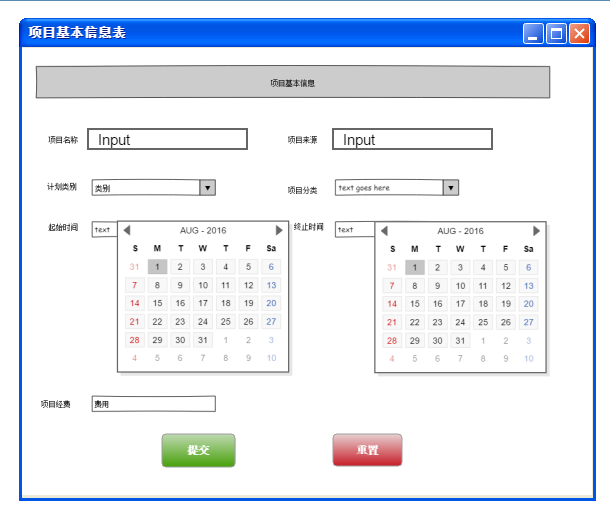 项目基本信息表
项目基本信息
项目名称 Input 项目来源 Input
计划类别 类别 项目分类 text goes here
起始时间 text 终止时间 text
AUG - 2016 AUG - 2016
S M T W T F Sa S M T W T F Sa
31 1 2 3 4 5 6 31 1 2 3 4 5 6
7 8 9 10 11 12 13 7 8 9 10 11 12 13
14 15 16 17 18 19 20 14 15 16 17 18 19 20
21 22 23 24 25 26 27 21 22 23 24 25 26 27
28 29 30 31 1 2 3 28 29 30 31 1 2 3
4 5 6 7 8 9 10 4 5 6 7 8 9 10
项目经费 费用
提交 重置